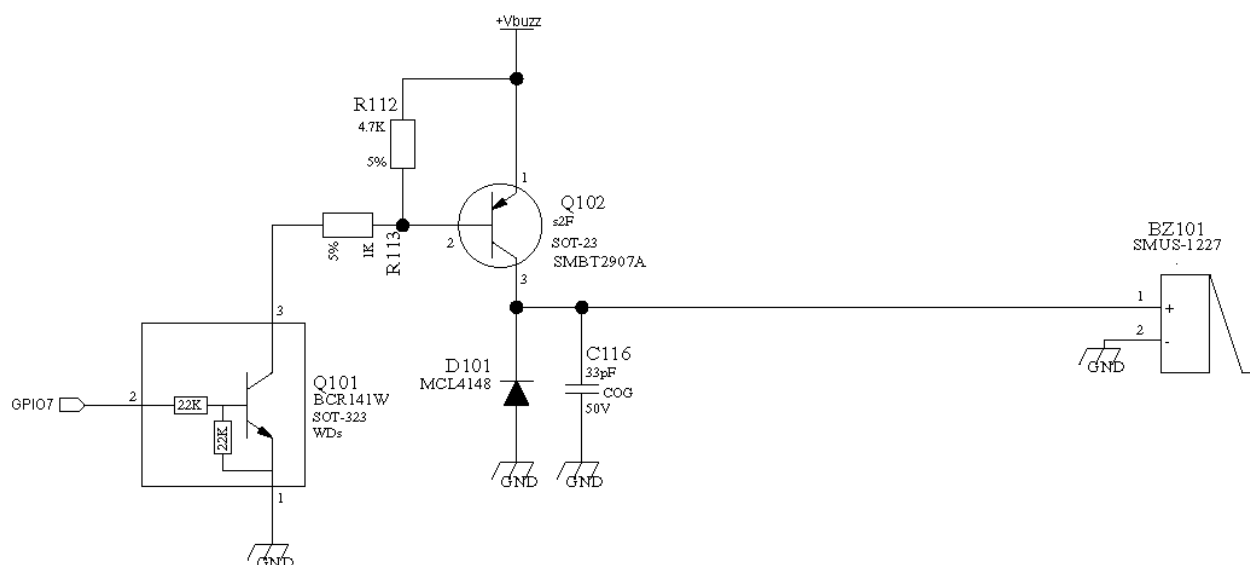 +Vbuzz
R112
4.7K
5%
1
Q102
s2F
SOT-23
SMBT2907A
2
3
5%
1K
R113
BZ101
SMUS-1227
1
+
2
-
GND
3
D101
MCL4148
C116
33pF
COG
50V
GND
GND
Q101
BCR141W
SOT-323
WDs
GPIO7
2
22K
22K
1
GND